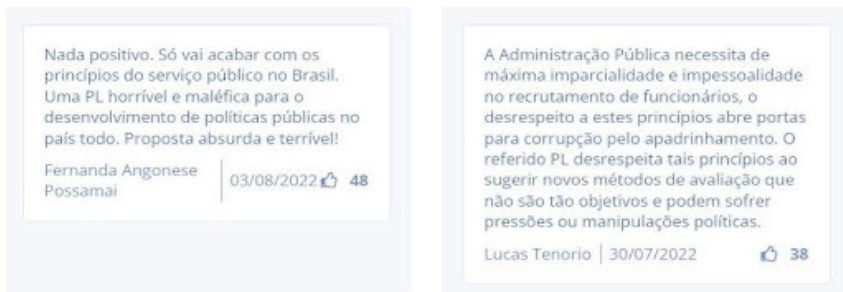 Nada positivo. Só vai acabar com os
princípios do serviço público no Brasil.
Uma PL horrível e maléfica para o
desenvolvimento de políticas públicas no
país todo. Proposta absurda e terrível!
Fernanda Angonese
Possamai
03/08/2022 48
A Administração Pública necessita de
máxima imparcialidade e impessoalidade
no recrutamento de funcionários, o
desrespeito a estes princípios abre portas
para corrupção pelo apadrinhamento. O
referido PL desrespeita tais princípios ao
sugerir novos métodos de avaliação que
não são tão objetivos e podem sofrer
pressões ou manipulações políticas.
Lucas Tenorio | 30/07/2022 38